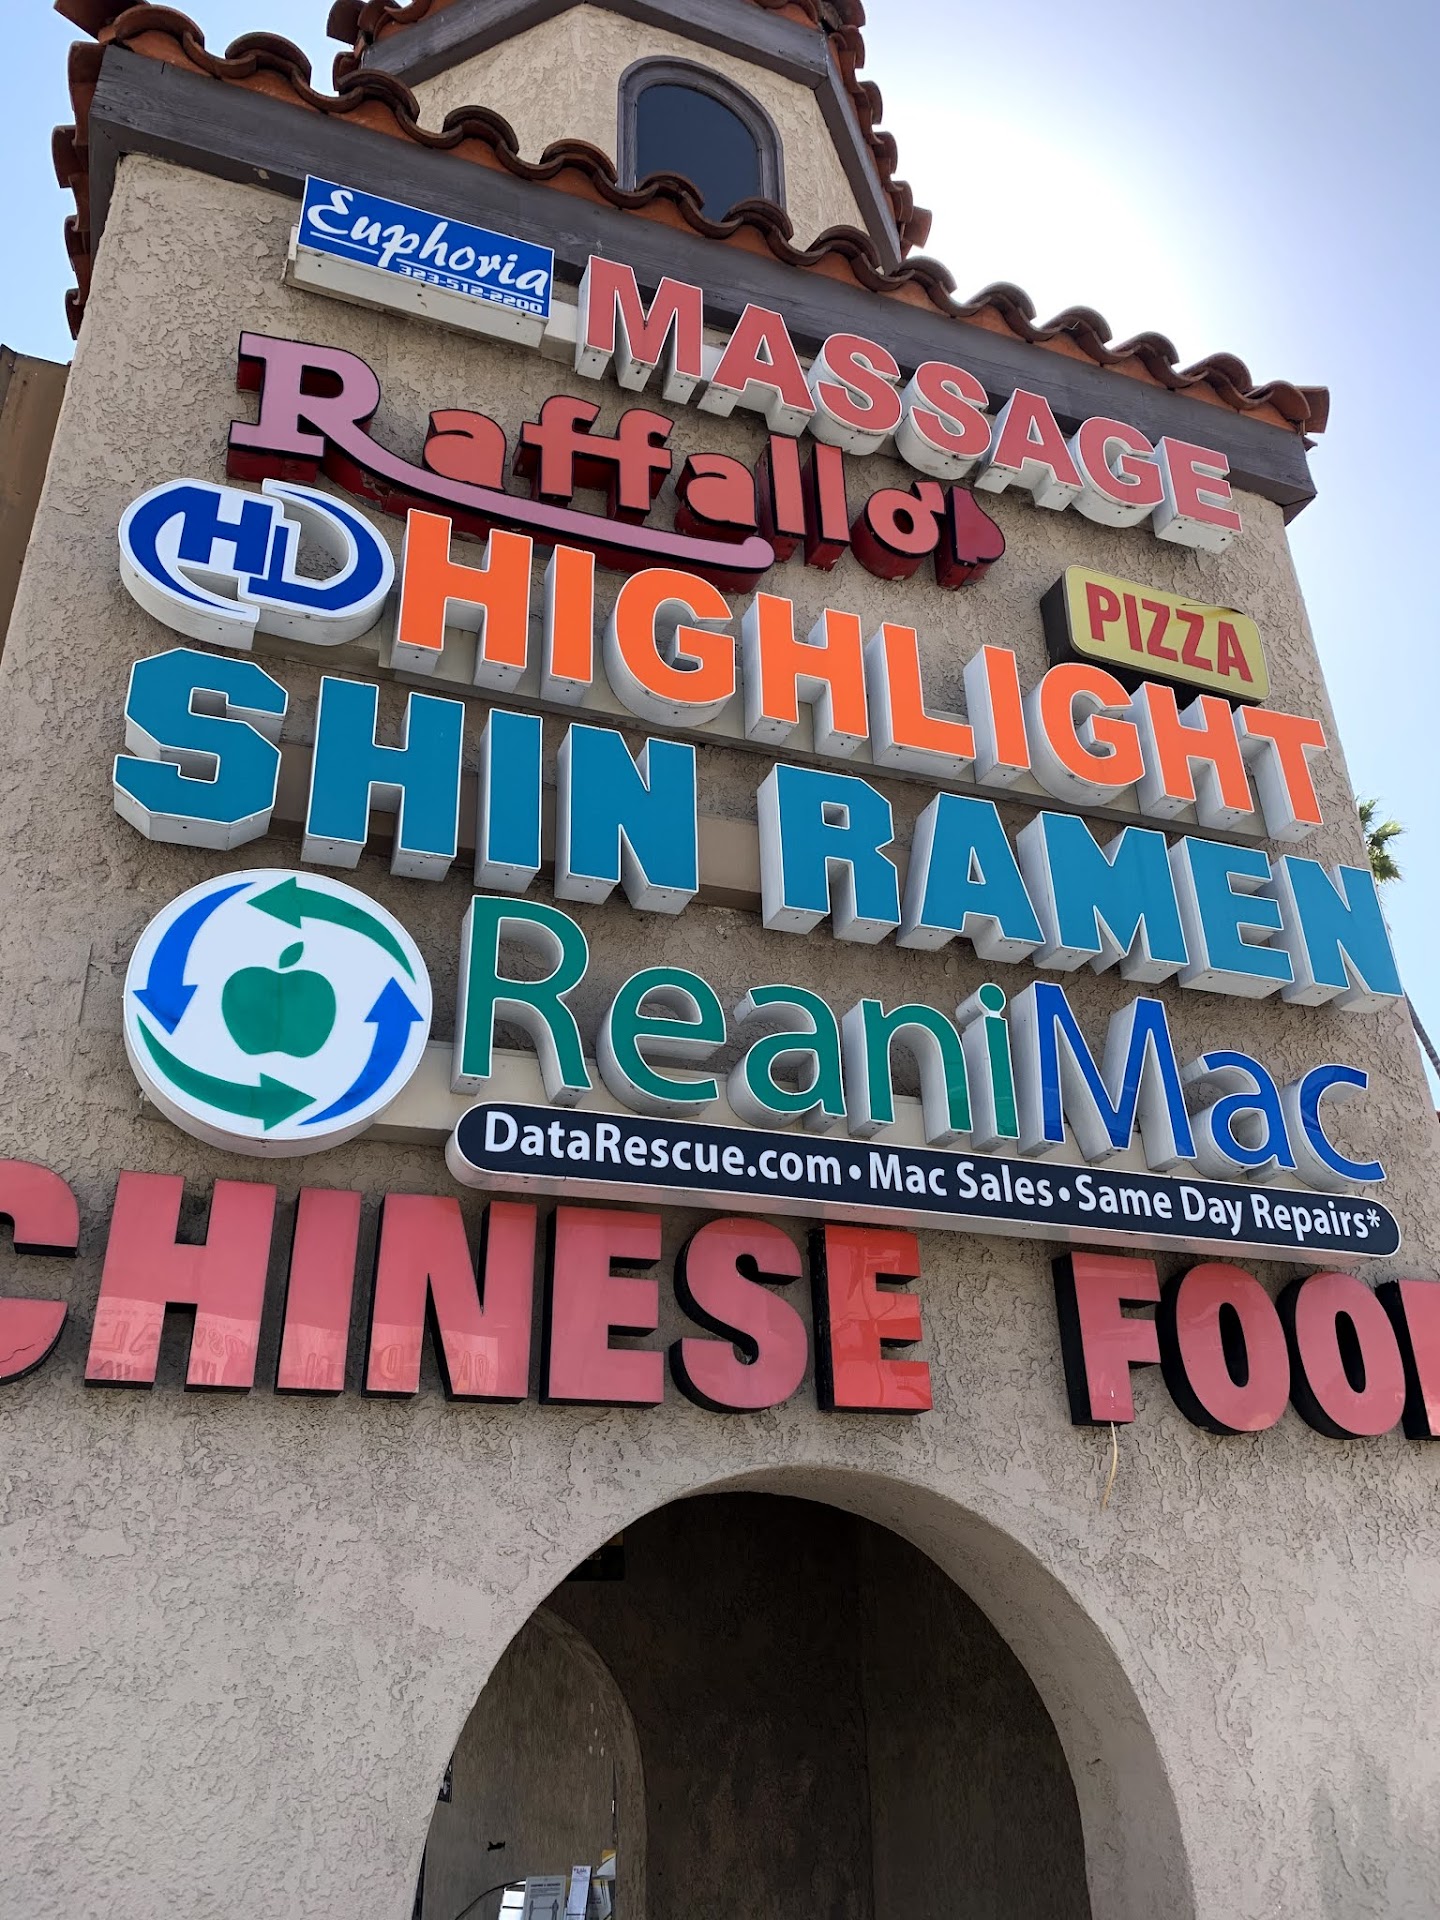 Euphoria
323-512-2200
MASSAGE
Raffallo's
PIZZA
HD HIGHLIGHT
SHIN RAMEN
ReaniMac
DataRescue.com • Mac Sales • Same Day Repairs*
CHINESE FOO